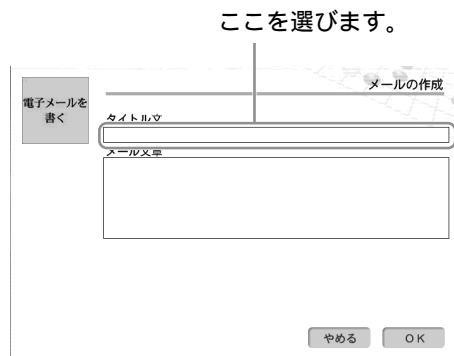 ここを選びます。
メールの作成
電子メールを
書く
タイトル文
メール文章
やめる
OK